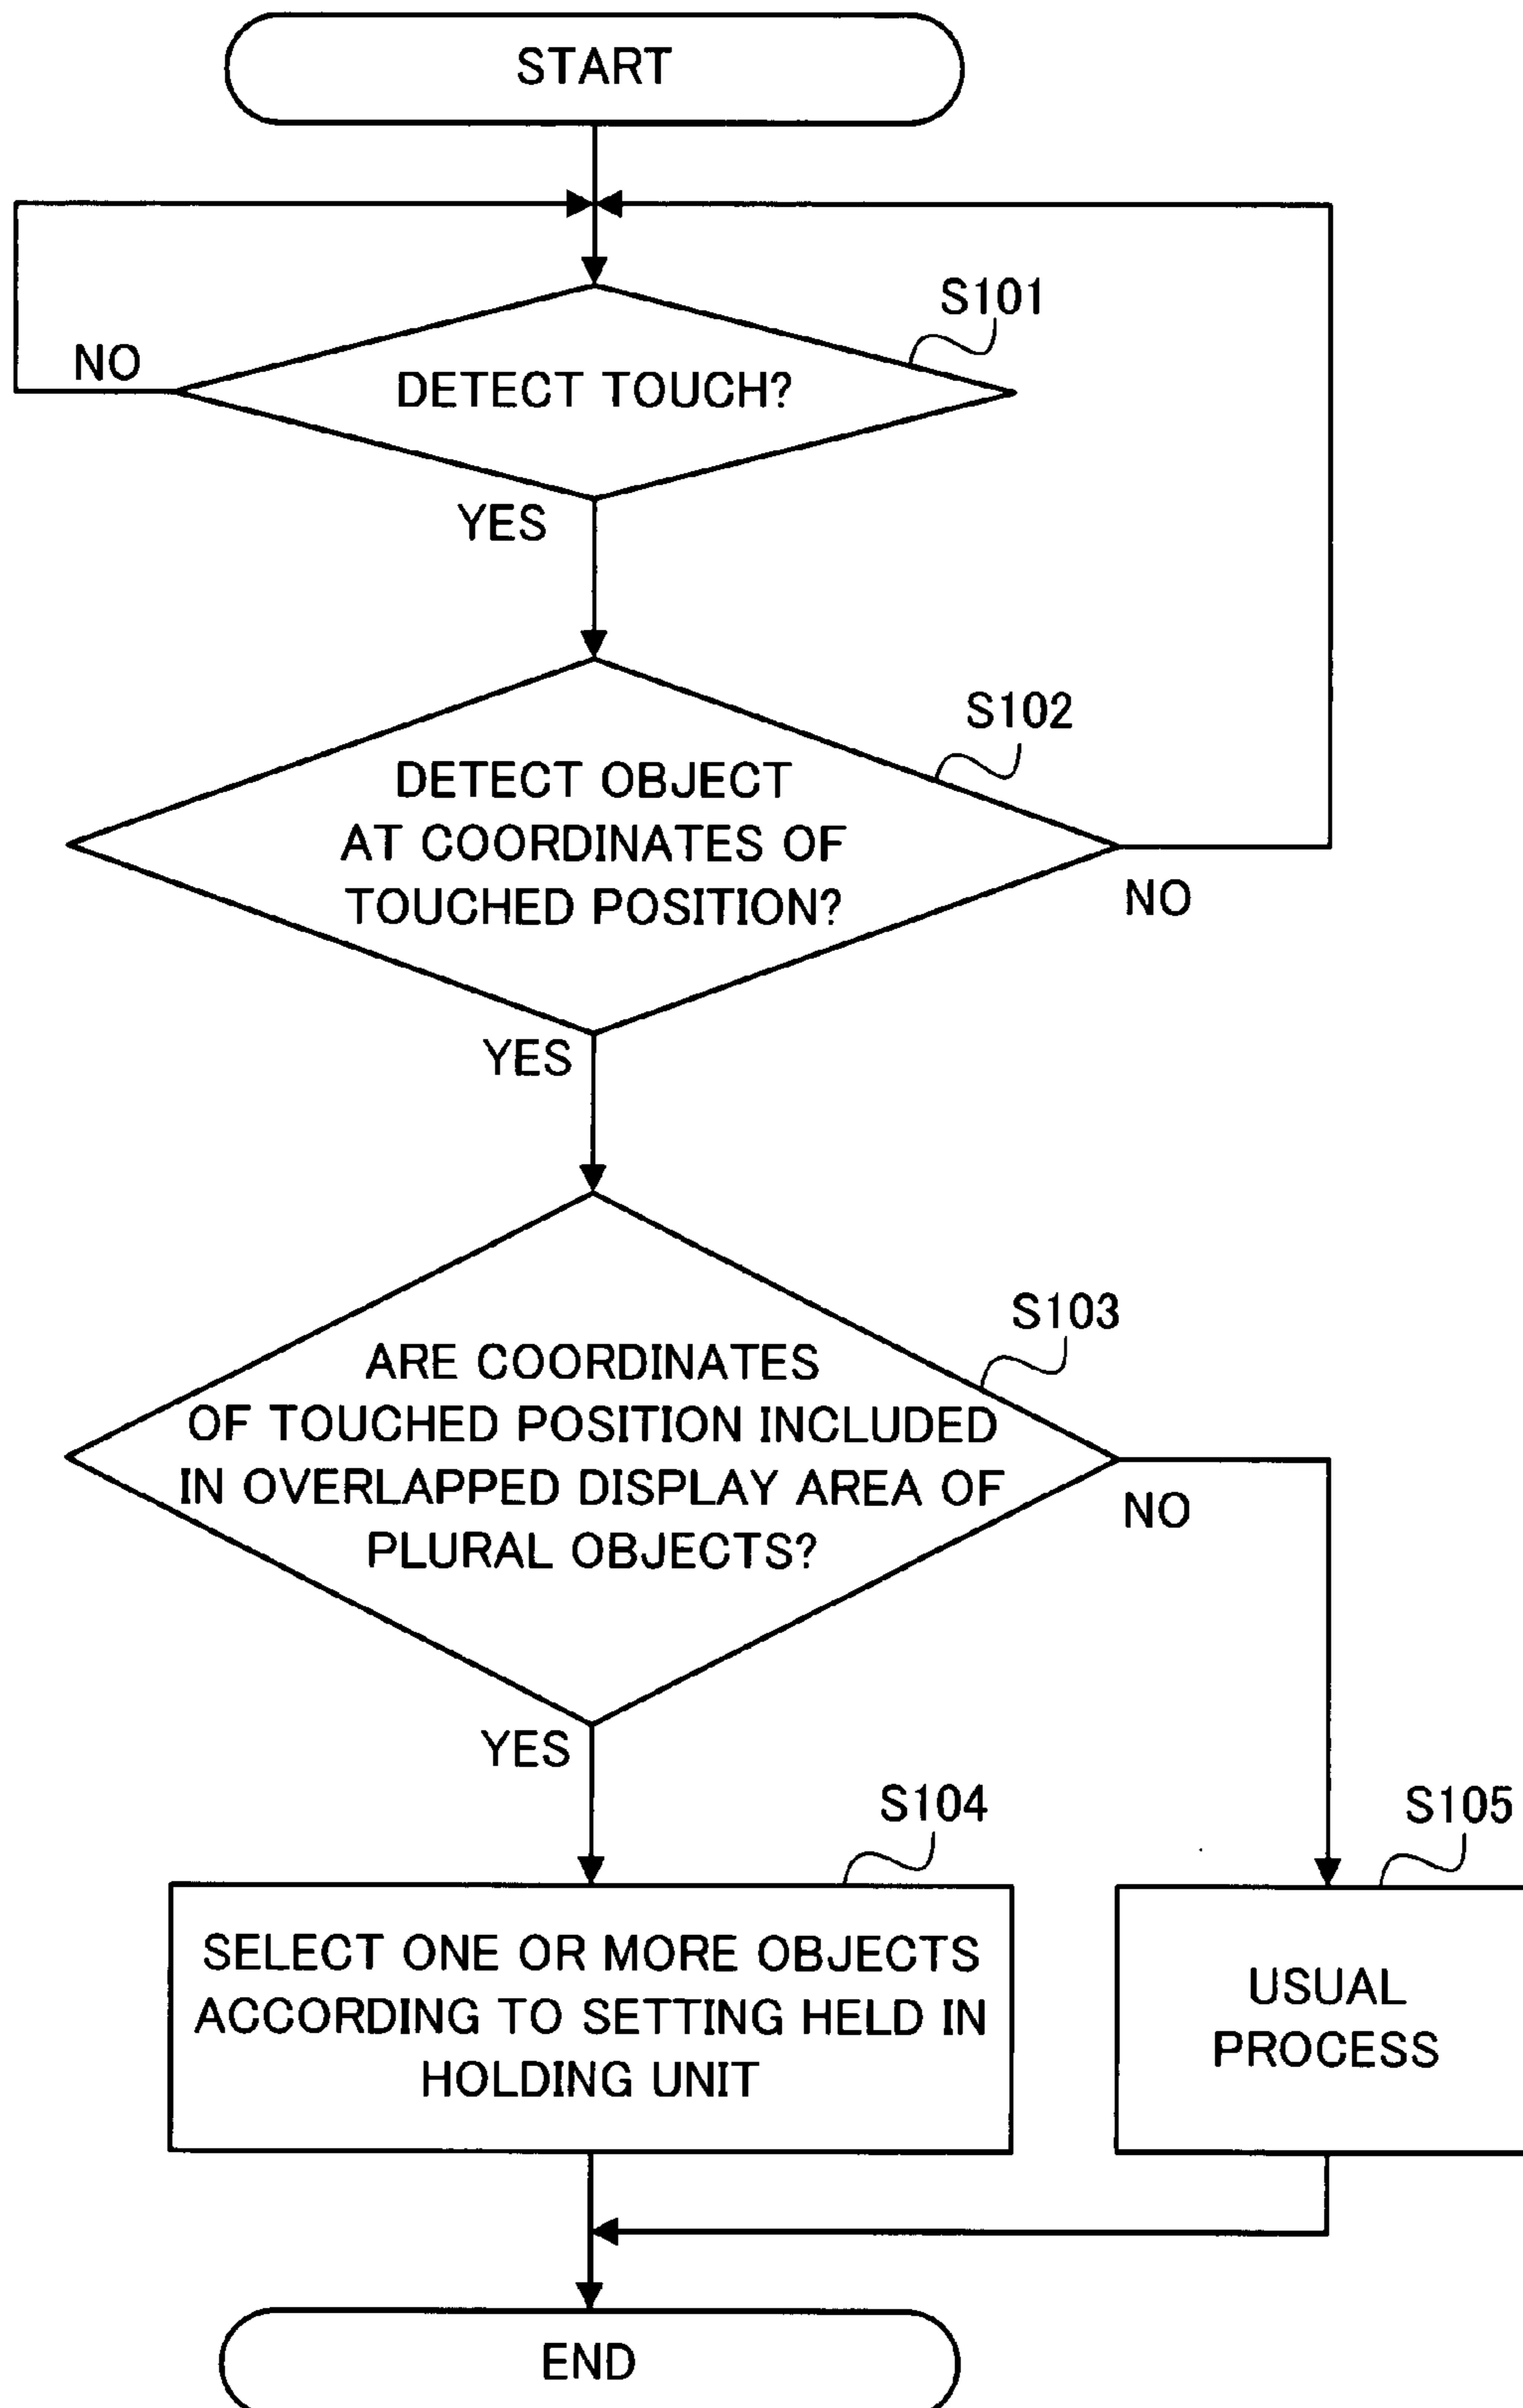 START
S101
NO
DETECT TOUCH?
YES
S102
DETECT OBJECT
AT COORDINATES OF
TOUCHED POSITION?
NO
YES
S103
ARE COORDINATES
OF TOUCHED POSITION INCLUDED
IN OVERLAPPED DISPLAY AREA OF
PLURAL OBJECTS?
NO
YES
S104
S105
SELECT ONE OR MORE OBJECTS
ACCORDING TO SETTING HELD IN
HOLDING UNIT
USUAL
PROCESS
END